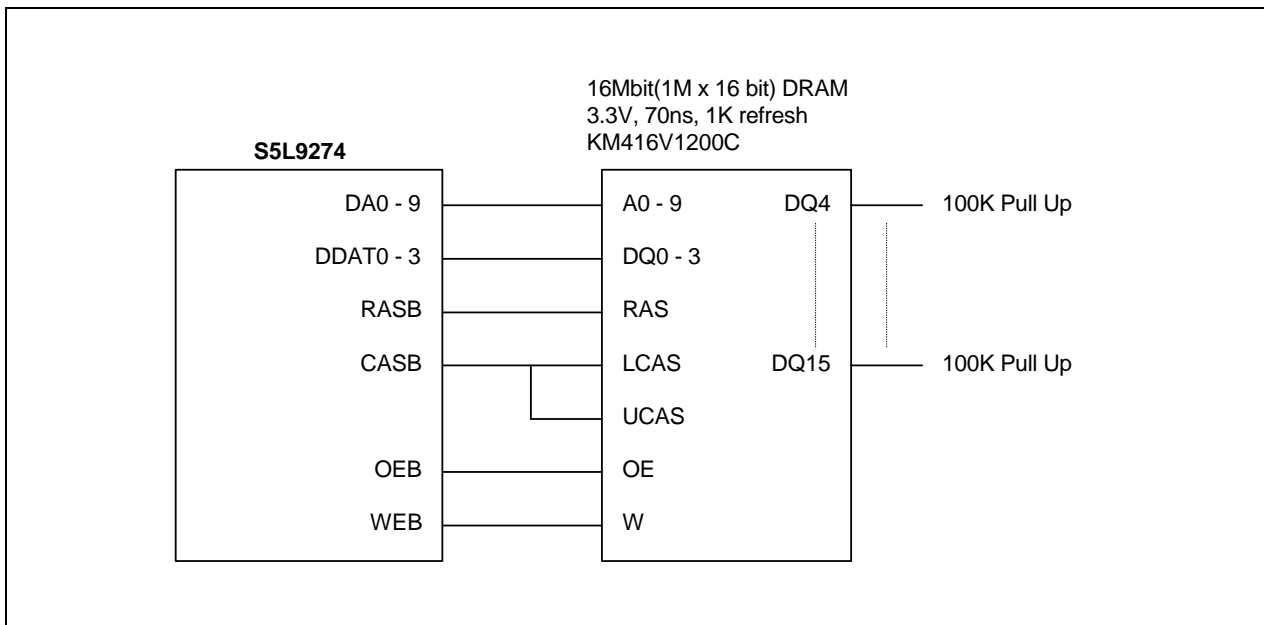 16Mbit(1M x 16 bit) DRAM
3.3V, 70ns, 1K refresh
KM416V1200C
S5L9274
DA0 - 9
A0 - 9
DQ4
100K Pull Up
DDAT0 - 3
DQ0 - 3
RASB
RAS
CASB
LCAS
DQ15
100K Pull Up
UCAS
OEB
OE
WEB
W